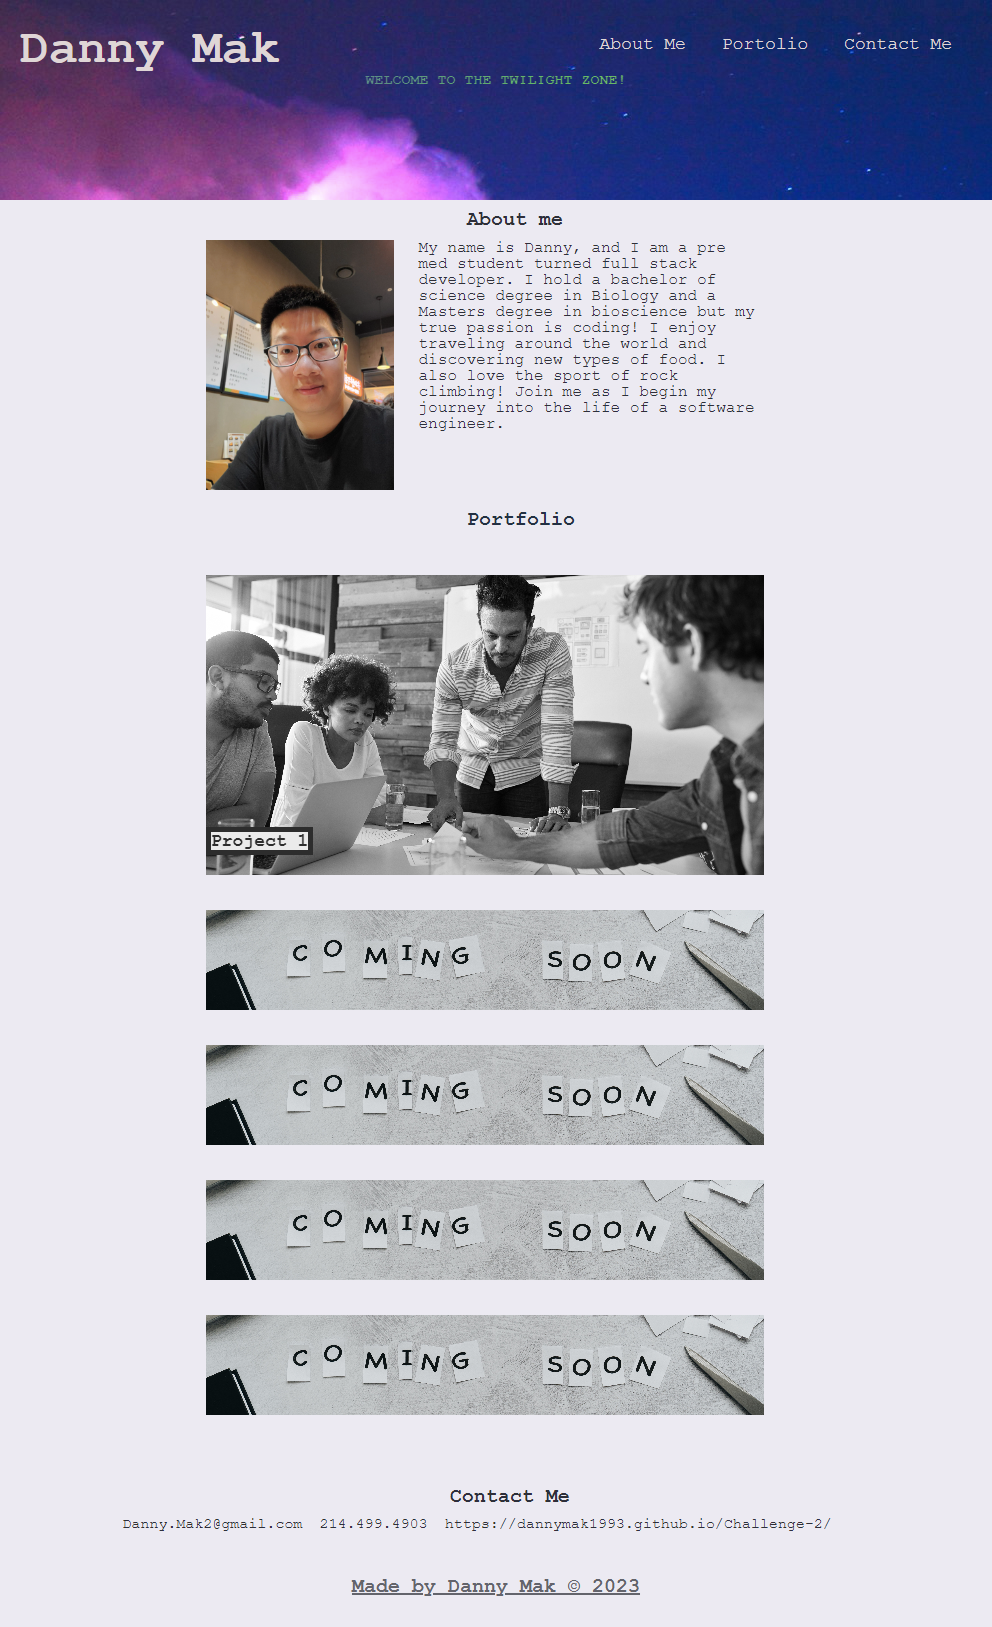 Danny Mak
About Me Portolio Contact Me
WELCOME TO THE TWILIGHT ZONE!
About me
My name is Danny, and I am a pre
med student turned full stack
developer. I hold a bachelor of
science degree in Biology and a
Masters degree in bioscience but my
true passion is coding! I enjoy
traveling around the world and
discovering new types of food. I
also love the sport of rock
climbing! Join me as I begin my
journey into the life of a software
engineer.
Portfolio
Project 1
COMING SOON
COMING SOON
COMING SOON
COMING SOON
Contact Me
Danny.Mak2@gmail.com 214.499.4903 https://dannymak1993.github.io/Challenge-2/
Made by Danny Mak © 2023